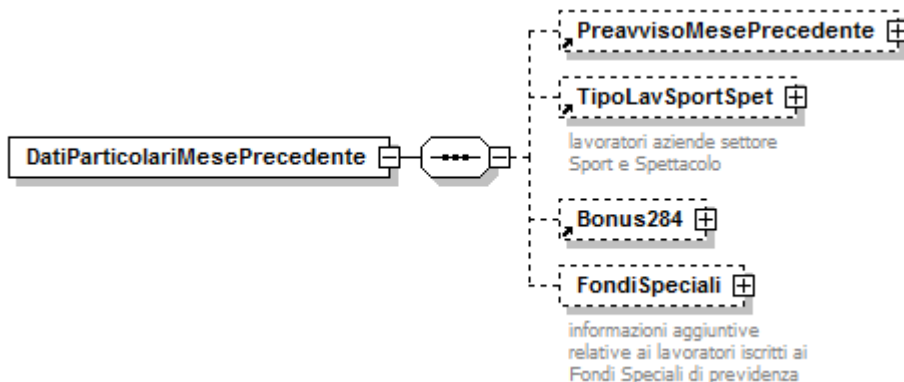 PreavvisoMesePrecedente
TipoLavSportSpet
lavoratori aziende settore
Sport e Spettacolo
DatiParticolariMesePrecedente
Bonus284
FondiSpeciali
informazioni aggiuntive
relative ai lavoratori iscritti ai
Fondi Speciali di previdenza